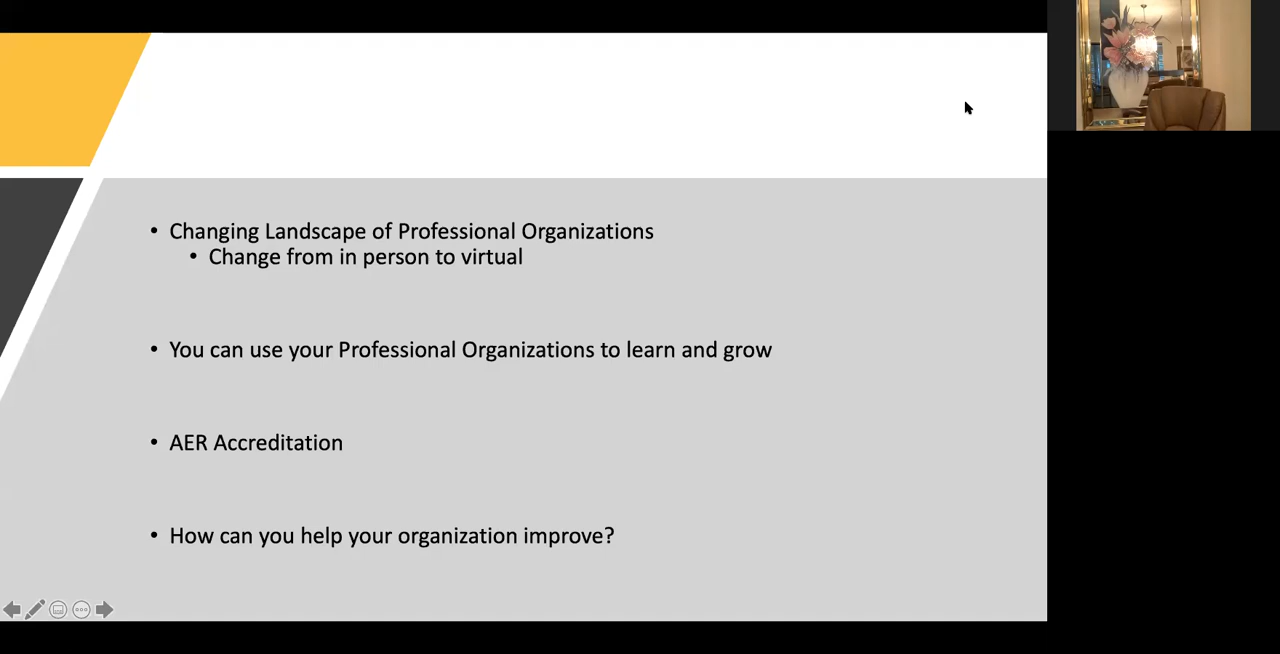 • Changing Landscape of Professional Organizations
• Change from in person to virtual
• You can use your Professional Organizations to learn and grow
• AER Accreditation
• How can you help your organization improve?